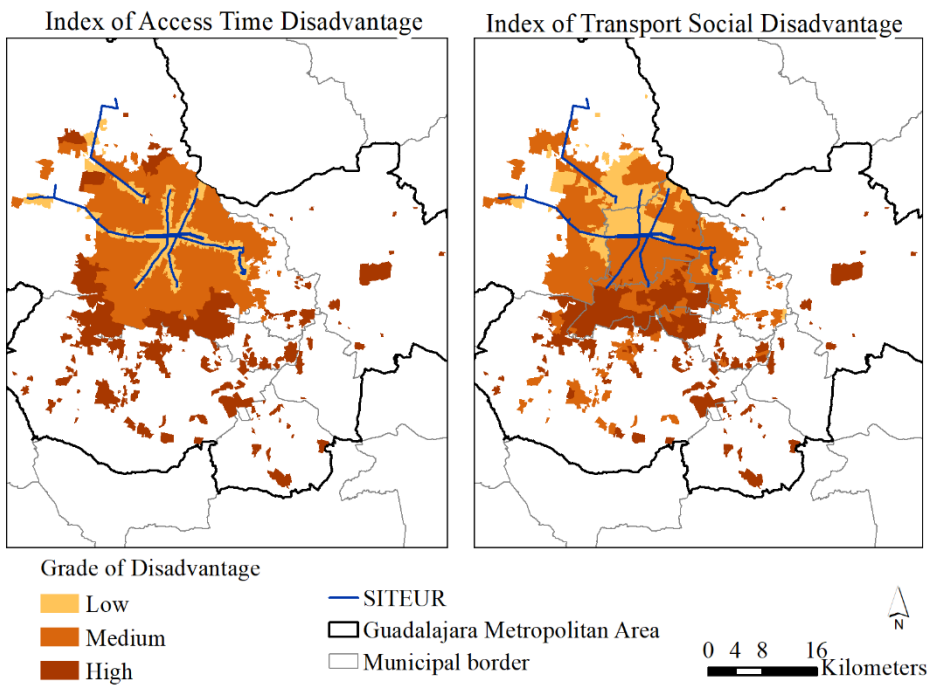 Index of Access Time Disadvantage
Index of Transport Social Disadvantage
Grade of Disadvantage
Low
Medium
High
SITEUR
Guadalajara Metropolitan Area
Municipal border
N
0 4 8 16
Kilometers